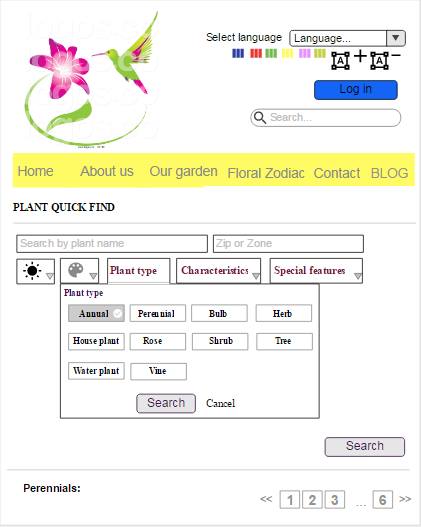 Select language Language
A + A −
Log in
Search...
Home About us Our garden Floral Zodiac Contact BLOG
PLANT QUICK FIND
Search by plant name Zip or Zone
Plant type Characteristics Special features
Plant type
Annual Perennial Bulb Herb
House plant Rose Shrub Tree
Water plant Vine
Search Cancel
Search
Perennials:
<< 1 2 3 ... 6 >>